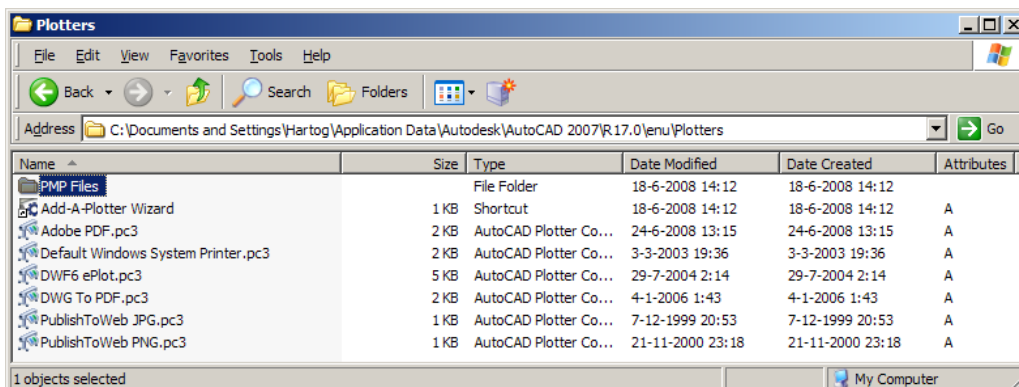 Plotters
File Edit View Favorites Tools Help
Back Search Folders
Address C:\Documents and Settings\Hartog\Application Data\Autodesk\AutoCAD 2007\R17.0\enu\Plotters Go
Name Size Type Date Modified Date Created Attributes
PMP Files File Folder 18-6-2008 14:12 18-6-2008 14:12
Add-A-Plotter Wizard 1 KB Shortcut 18-6-2008 14:12 18-6-2008 14:12 A
Adobe PDF.pc3 2 KB AutoCAD Plotter Co... 24-6-2008 13:15 24-6-2008 13:15 A
Default Windows System Printer.pc3 2 KB AutoCAD Plotter Co... 3-3-2003 19:36 3-3-2003 19:36 A
DWF6 ePlot.pc3 5 KB AutoCAD Plotter Co... 29-7-2004 2:14 29-7-2004 2:14 A
DWG To PDF.pc3 2 KB AutoCAD Plotter Co... 4-1-2006 1:43 4-1-2006 1:43 A
PublishToWeb JPG.pc3 1 KB AutoCAD Plotter Co... 7-12-1999 20:53 7-12-1999 20:53 A
PublishToWeb PNG.pc3 1 KB AutoCAD Plotter Co... 21-11-2000 23:18 21-11-2000 23:18 A
1 objects selected My Computer